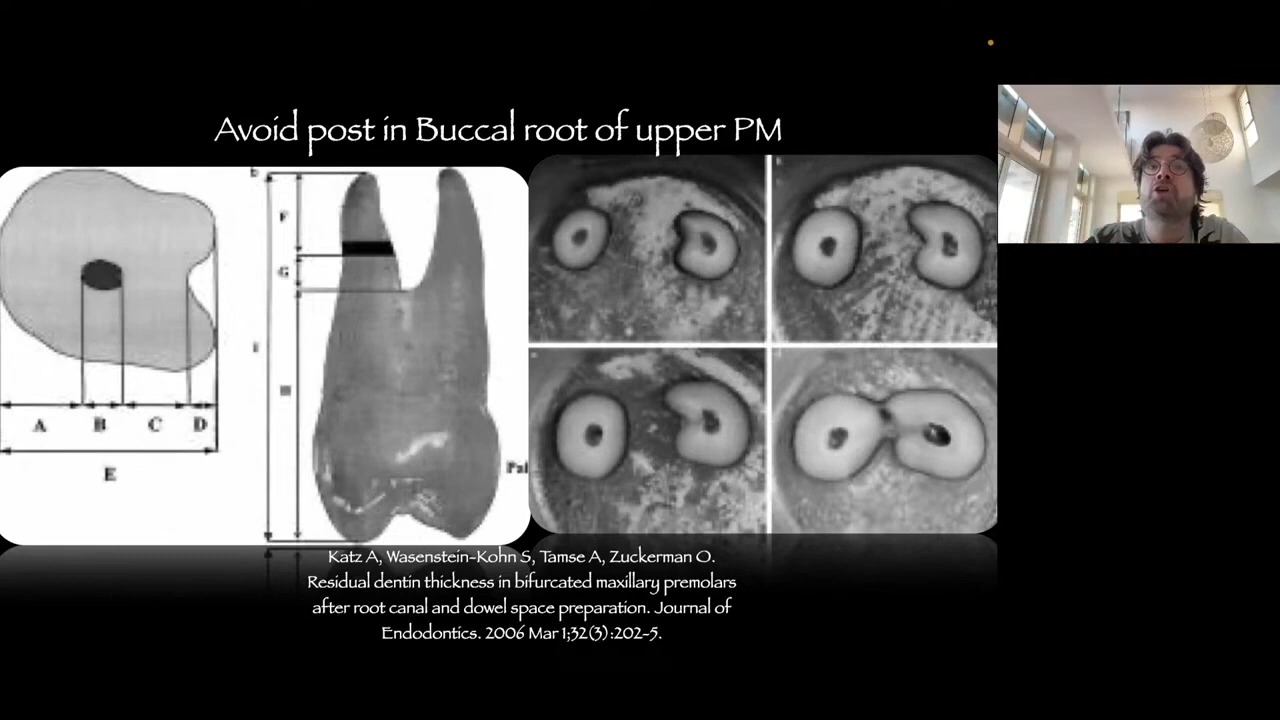 Avoid post in Buccal root of upper PM
b
F
G
I
H
A
B
C
D
E
Pal
Katz A, Wasenstein-Kohn S, Tamse A, Zuckerman O.
Residual dentin thickness in bifurcated maxillary premolars
after root canal and dowel space preparation. Journal of
Endodontics. 2006 Mar 1;32(3):202-5.